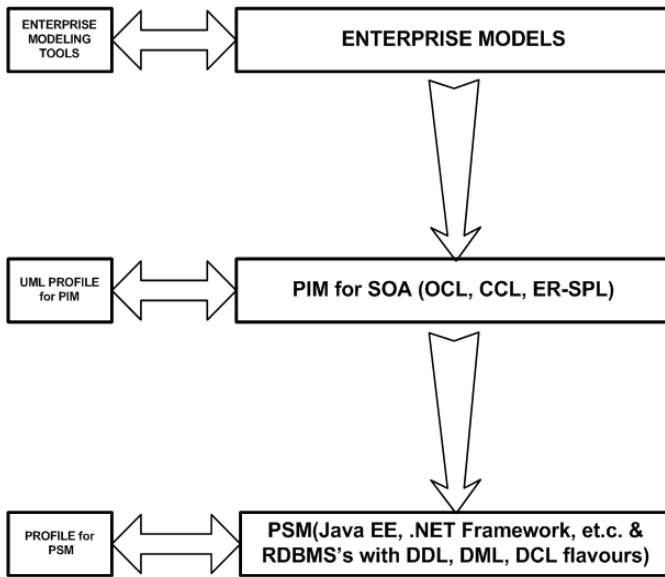 ENTERPRISE
MODELING
TOOLS
ENTERPRISE MODELS
UML PROFILE
for PIM
PIM for SOA (OCL, CCL, ER-SPL)
PROFILE for
PSM
PSM(Java EE, .NET Framework, et.c. &
RDBMS's with DDL, DML, DCL flavours)